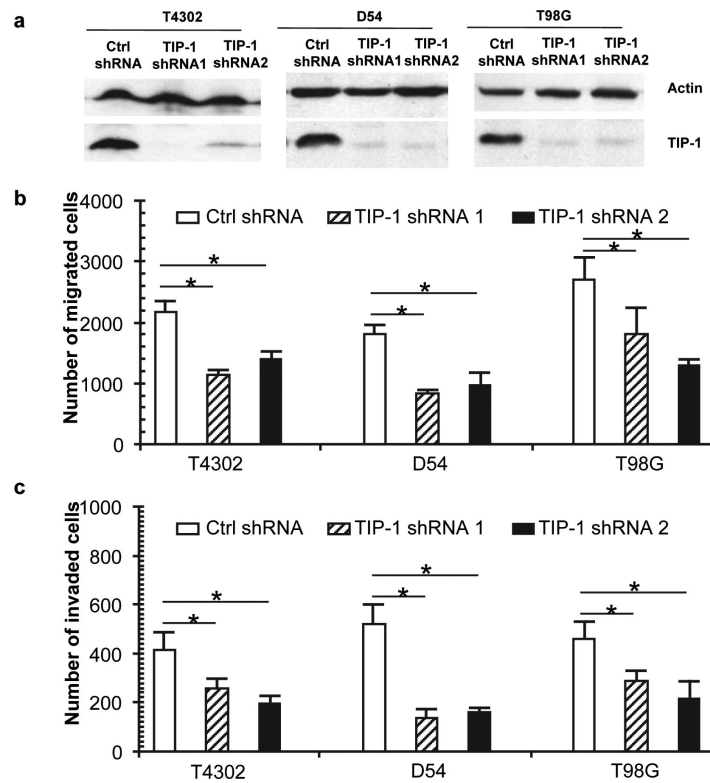 a
T4302
D54
T98G
Ctrl shRNA
TIP-1 shRNA1
TIP-1 shRNA2
Ctrl shRNA
TIP-1 shRNA1
TIP-1 shRNA2
Ctrl shRNA
TIP-1 shRNA1
TIP-1 shRNA2
Actin
TIP-1
b
Number of migrated cells
4000
3000
2000
1000
0
Ctrl shRNA
TIP-1 shRNA 1
TIP-1 shRNA 2
*
*
*
*
*
*
T4302
D54
T98G
c
Number of invaded cells
1000
800
600
400
200
0
Ctrl shRNA
TIP-1 shRNA 1
TIP-1 shRNA 2
*
*
*
*
*
*
T4302
D54
T98G